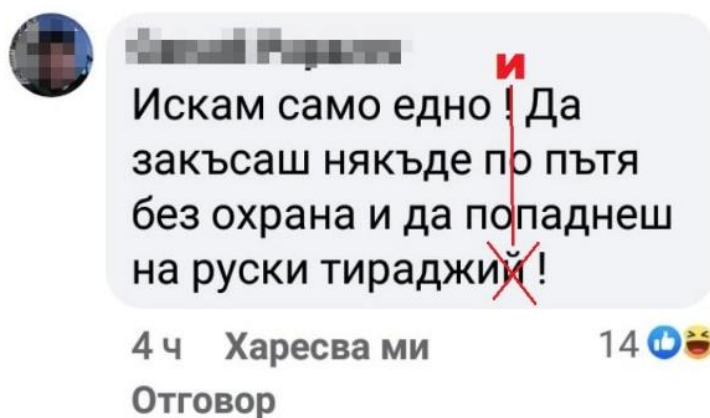 и
Искам само едно ! Да
закъсаш някъде по пътя
без охрана и да попаднеш
на руски тираджий !
4 ч Харесва ми 14
Отговор